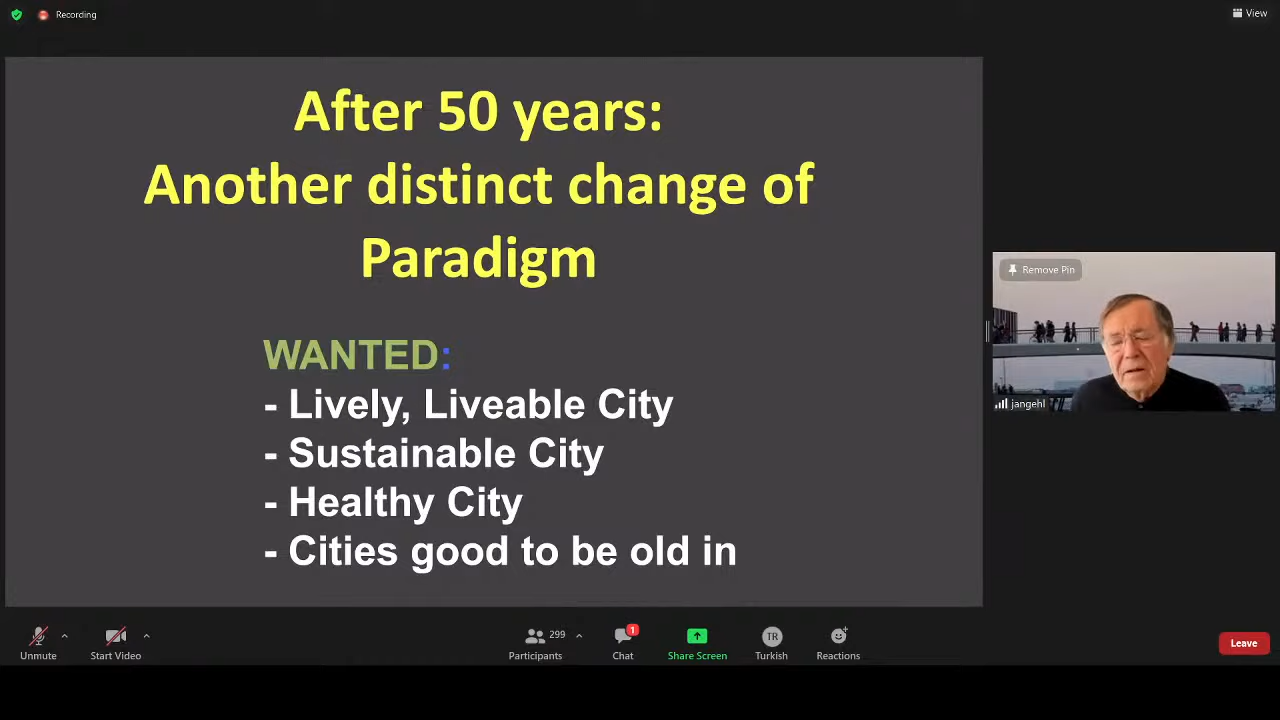 Recording
View
After 50 years:
Another distinct change of
Paradigm
WANTED:
- Lively, Liveable City
- Sustainable City
- Healthy City
- Cities good to be old in
Remove Pin
jangehl
299
1
TR
Unmute
Start Video
Participants
Chat
Share Screen
Turkish
Reactions
Leave